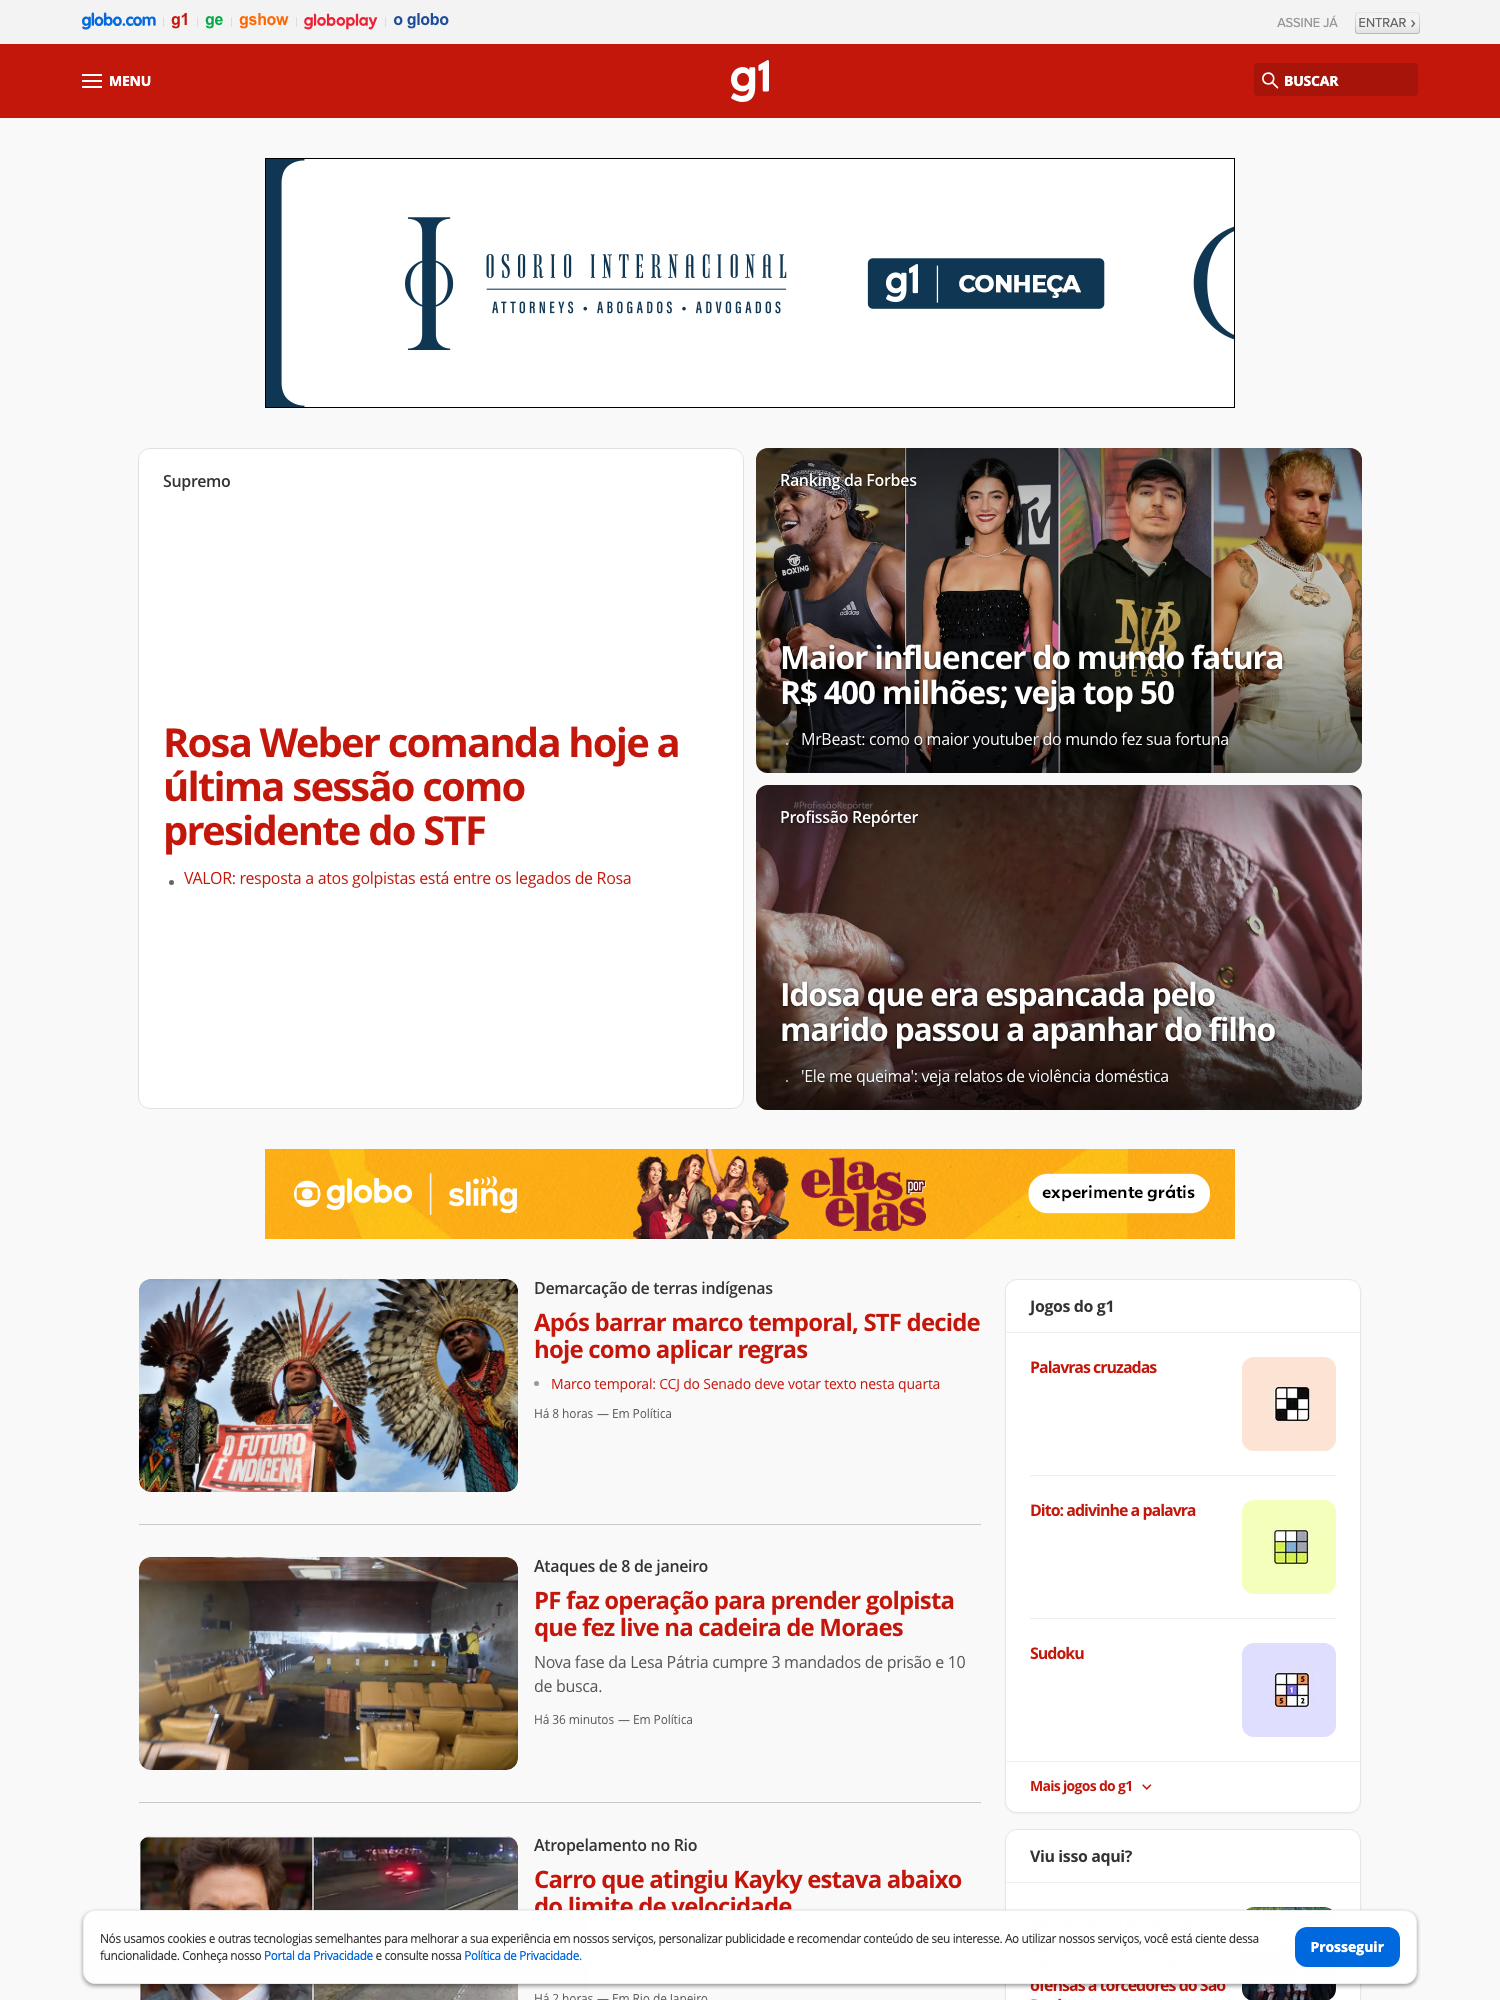 globo.com g1 ge gshow globoplay o globo
ASSINE JÁ ENTRAR ›
MENU
g1
BUSCAR
OSORIO INTERNACIONAL
ATTORNEYS • ABOGADOS • ADVOGADOS
g1 | CONHEÇA
Supremo
Rosa Weber comanda hoje a
última sessão como
presidente do STF
VALOR: resposta a atos golpistas está entre os legados de Rosa
Ranking da Forbes
BOXING
adidas
BEAST
Maior influencer do mundo fatura
R$ 400 milhões; veja top 50
MrBeast: como o maior youtuber do mundo fez sua fortuna
#ProfissãoRepórter
Profissão Repórter
Idosa que era espancada pelo
marido passou a apanhar do filho
'Ele me queima': veja relatos de violência doméstica
globo | sling
elas por elas
experimente grátis
O FUTURO
É INDÍGENA
Demarcação de terras indígenas
Após barrar marco temporal, STF decide
hoje como aplicar regras
Marco temporal: CCJ do Senado deve votar texto nesta quarta
Há 8 horas — Em Política
Ataques de 8 de janeiro
PF faz operação para prender golpista
que fez live na cadeira de Moraes
Nova fase da Lesa Pátria cumpre 3 mandados de prisão e 10
de busca.
Há 36 minutos — Em Política
Atropelamento no Rio
Carro que atingiu Kayky estava abaixo
do limite de velocidade
Há 2 horas — Em Rio de Janeiro
Jogos do g1
Palavras cruzadas
Dito: adivinhe a palavra
Sudoku
5
1
5 2
Mais jogos do g1
Viu isso aqui?
ofensas a torcedores do São
Nós usamos cookies e outras tecnologias semelhantes para melhorar a sua experiência em nossos serviços, personalizar publicidade e recomendar conteúdo de seu interesse. Ao utilizar nossos serviços, você está ciente dessa
funcionalidade. Conheça nosso Portal da Privacidade e consulte nossa Política de Privacidade.
Prosseguir